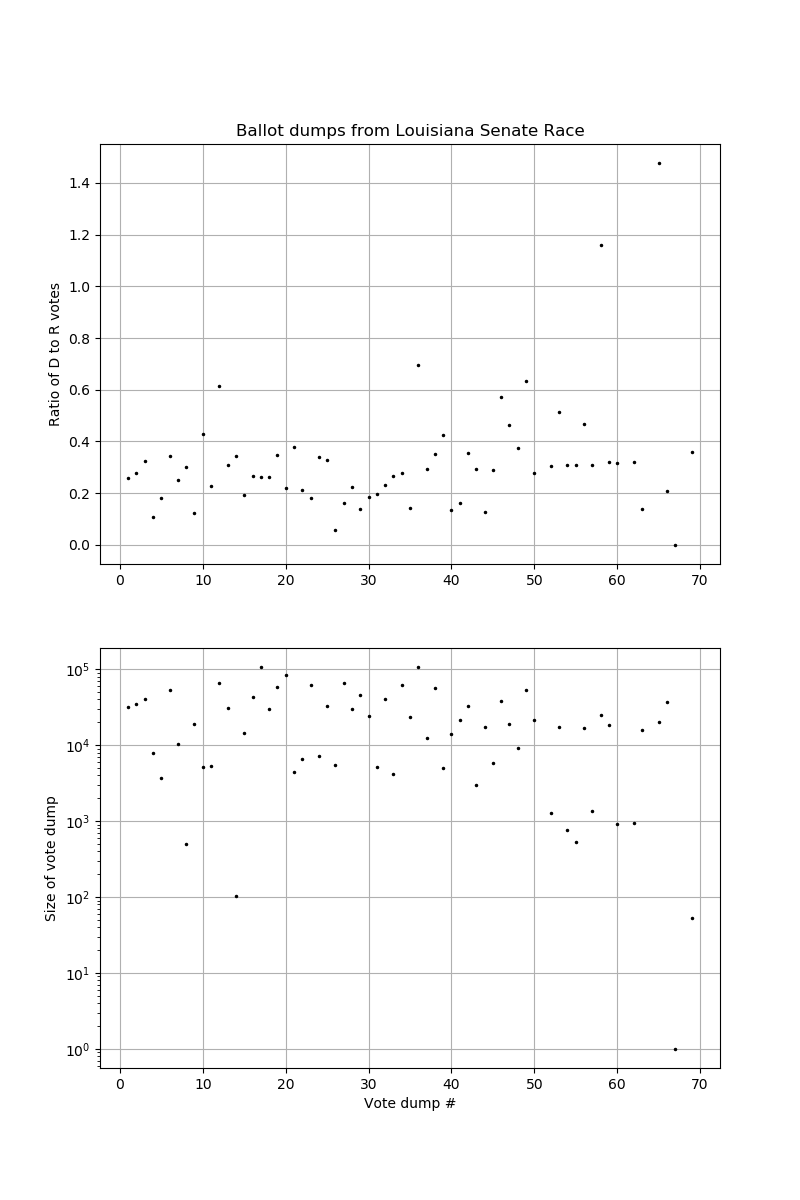 Ballot dumps from Louisiana Senate Race
Ratio of D to R votes
1.4
1.2
1.0
0.8
0.6
0.4
0.2
0.0
0 10 20 30 40 50 60 70
Size of vote dump
10^5
10^4
10^3
10^2
10^1
10^0
0 10 20 30 40 50 60 70
Vote dump #